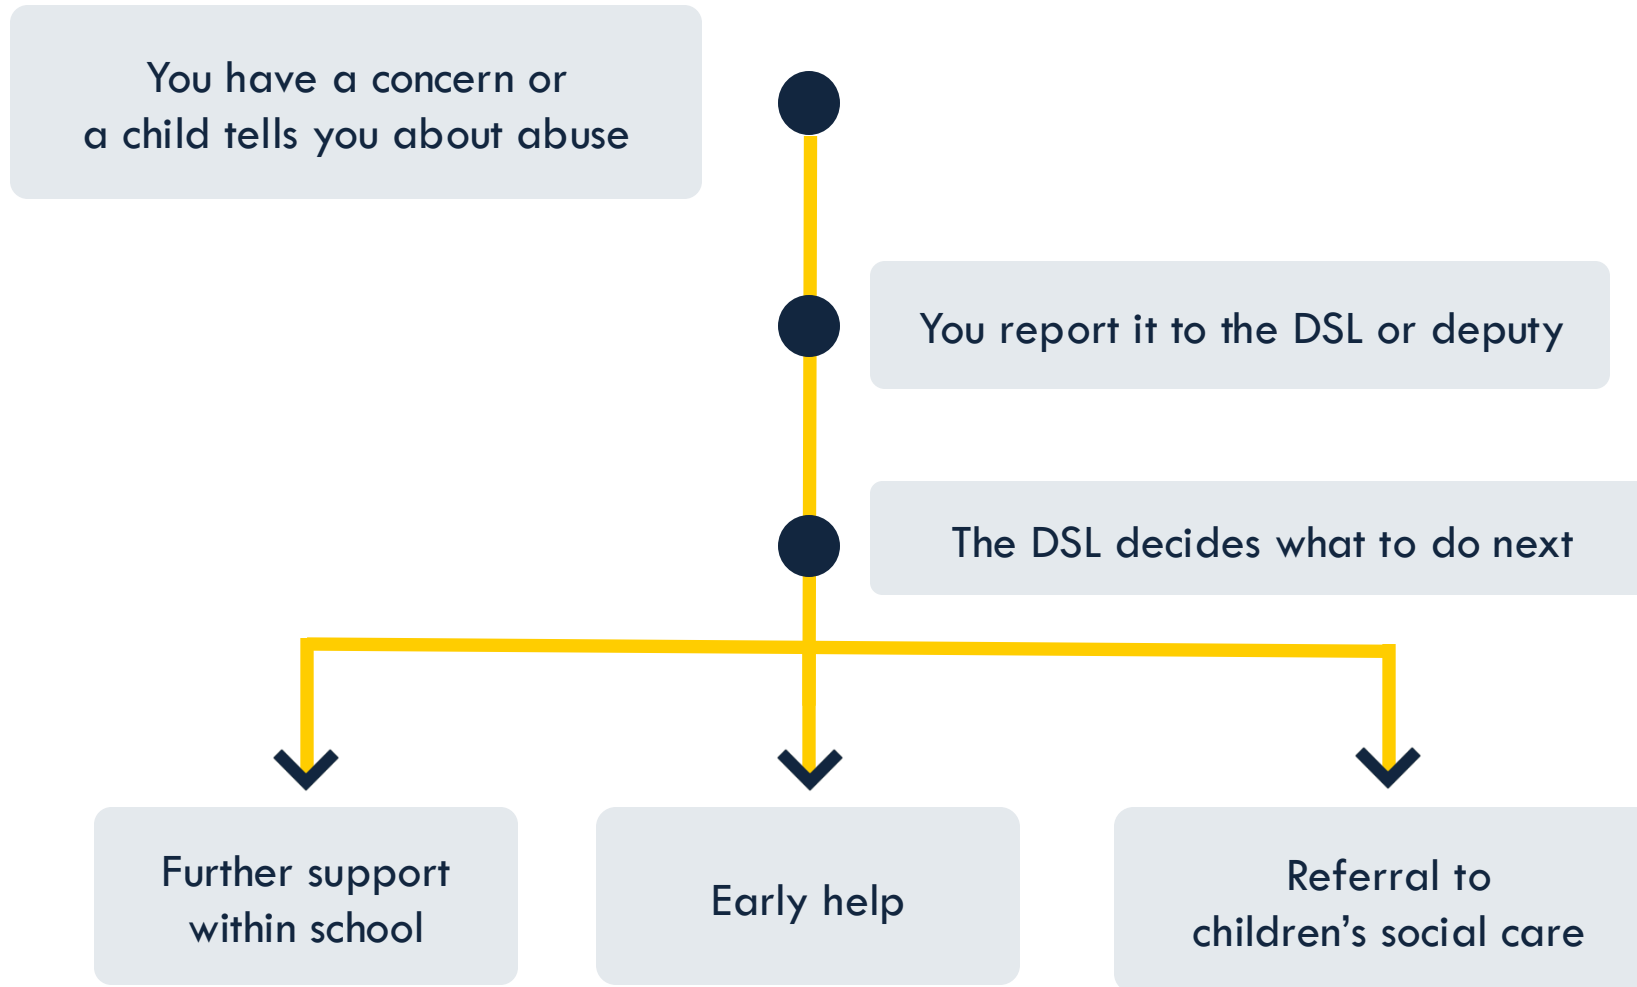 You have a concern or
a child tells you about abuse
You report it to the DSL or deputy
The DSL decides what to do next
Further support
within school
Early help
Referral to
children’s social care